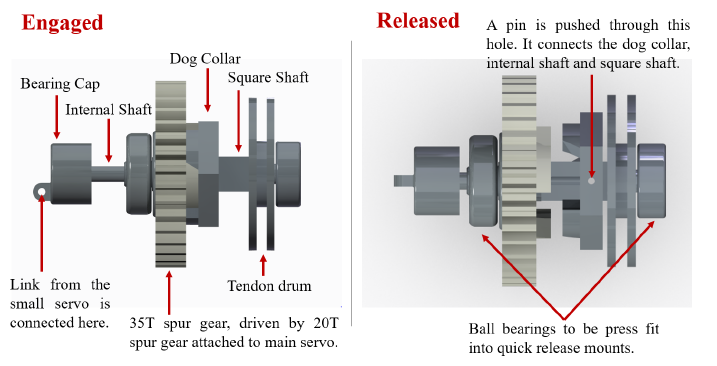 Engaged
Dog Collar
Bearing Cap
Square Shaft
Internal Shaft
Link from the
small servo is
connected here.
35T spur gear, driven by 20T
spur gear attached to main servo.
Tendon drum
Released
A pin is pushed through this
hole. It connects the dog collar,
internal shaft and square shaft.
Ball bearings to be press fit
into quick release mounts.